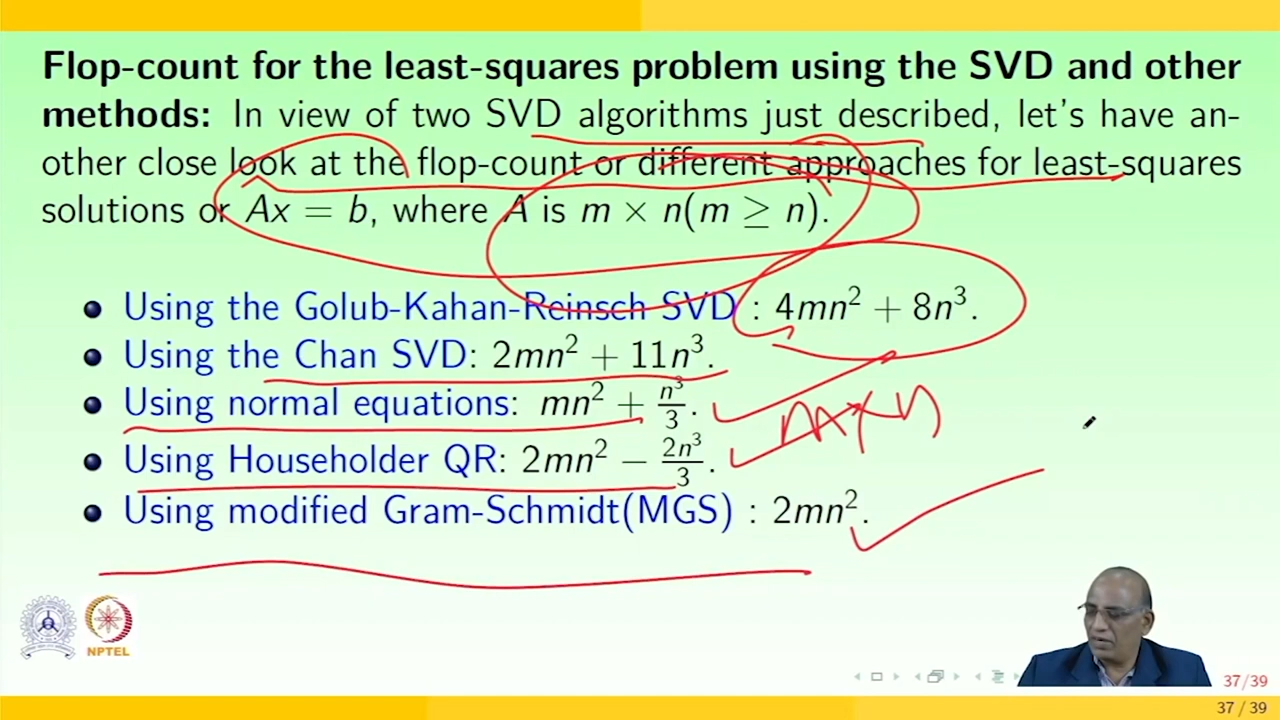 Flop-count for the least-squares problem using the SVD and other
methods: In view of two SVD algorithms just described, let's have an-
other close look at the flop-count or different approaches for least-squares
solutions or Ax = b, where A is m × n(m ≥ n).
• Using the Golub-Kahan-Reinsch SVD : 4mn² + 8n³.
• Using the Chan SVD: 2mn² + 11n³.
• Using normal equations: mn² + n³/3.
m×n
• Using Householder QR: 2mn² − 2n³/3.
• Using modified Gram-Schmidt(MGS) : 2mn².
NPTEL
37/39
37 / 39